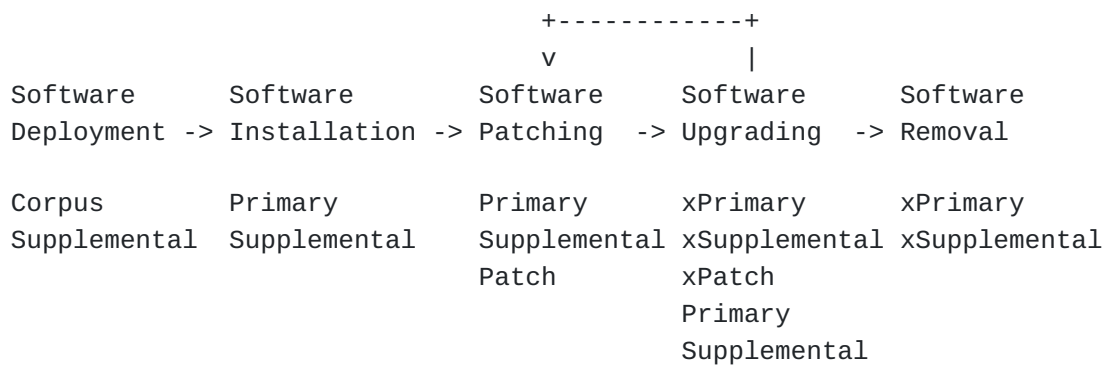 +------------+
v            |
Software      Software        Software     Software      Software
Deployment -> Installation -> Patching  -> Upgrading  -> Removal
Corpus        Primary         Primary      xPrimary      xPrimary
Supplemental  Supplemental    Supplemental xSupplemental xSupplemental
Patch        xPatch
Primary
Supplemental